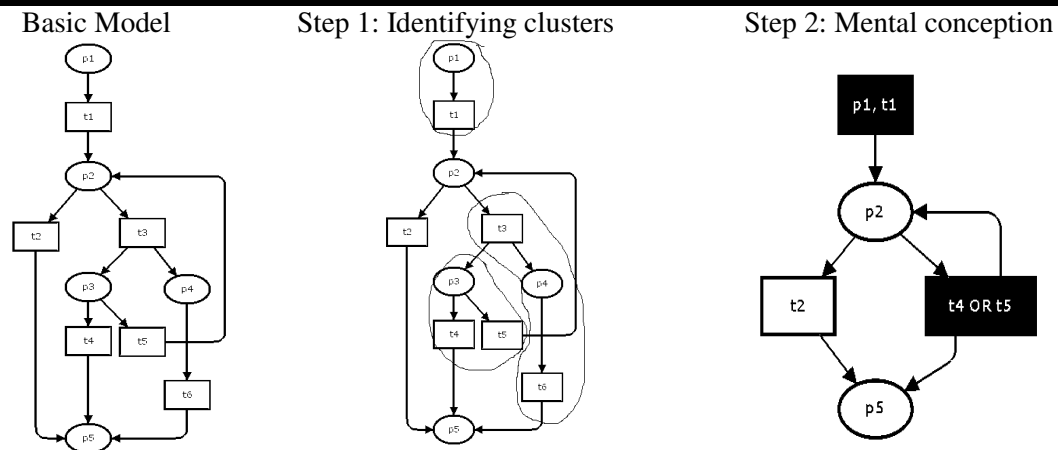 Basic Model
p1
t1
p2
t2
t3
p3
p4
t4
t5
t6
p5
Step 1: Identifying clusters
p1
t1
p2
t2
t3
p3
p4
t4
t5
t6
p5
Step 2: Mental conception
p1, t1
p2
t2
t4 OR t5
p5